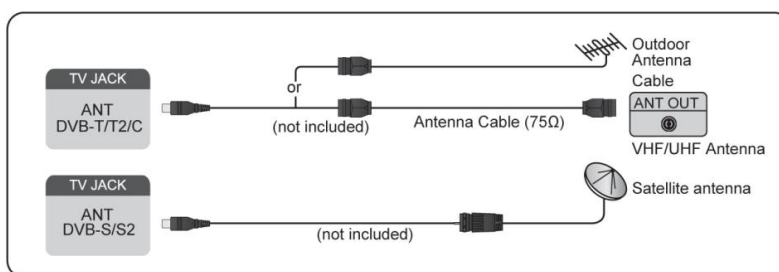 Outdoor
Antenna
TV JACK
or
Cable
ANT
DVB-T/T2/C
ANT OUT
(not included)
Antenna Cable (75Ω)
VHF/UHF Antenna
TV JACK
Satellite antenna
ANT
DVB-S/S2
(not included)